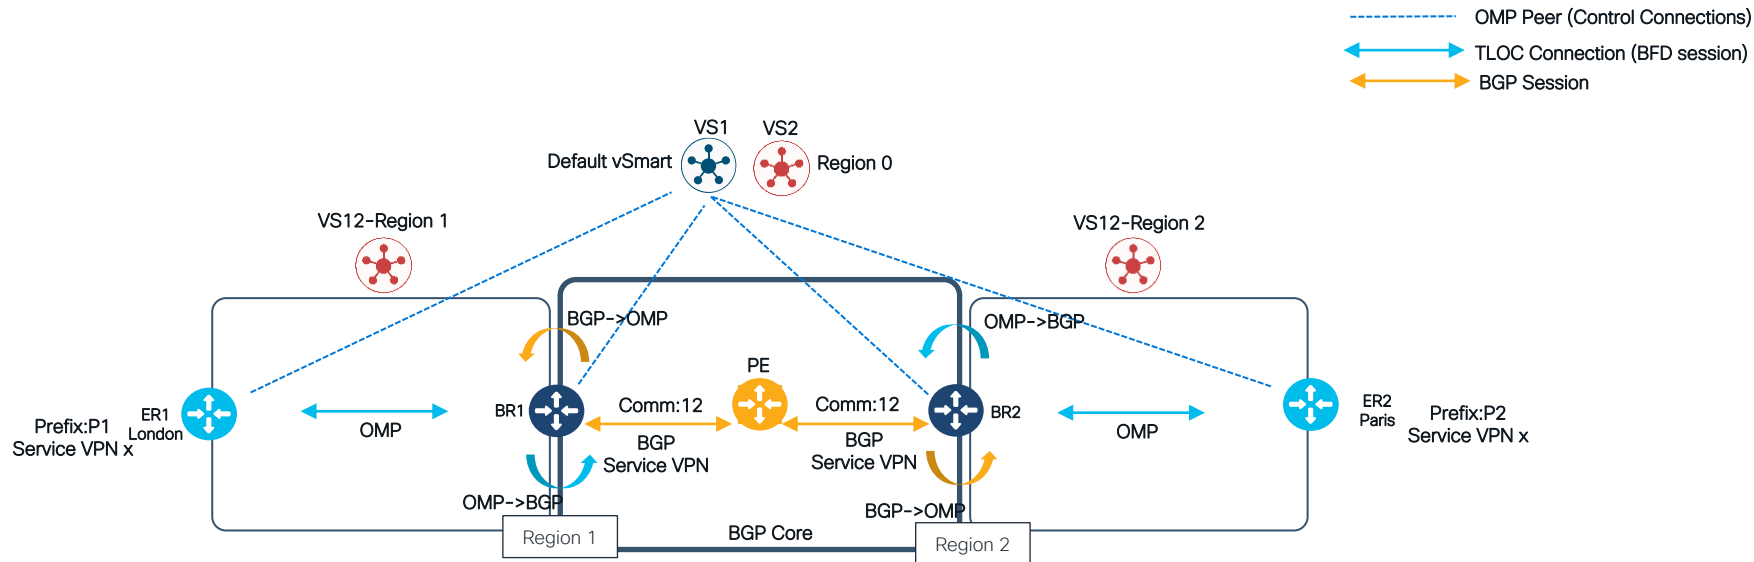 OMP Peer (Control Connections)
TLOC Connection (BFD session)
BGP Session
VS1
VS2
Default vSmart
Region 0
VS12-Region 1
VS12-Region 2
BGP->OMP
OMP->BGP
PE
Prefix:P1
Service VPN x
ER1
London
OMP
BR1
Comm:12
BGP
Service VPN
Comm:12
BGP
Service VPN
BR2
OMP
ER2
Paris
Prefix:P2
Service VPN x
OMP->BGP
BGP->OMP
Region 1
BGP Core
Region 2